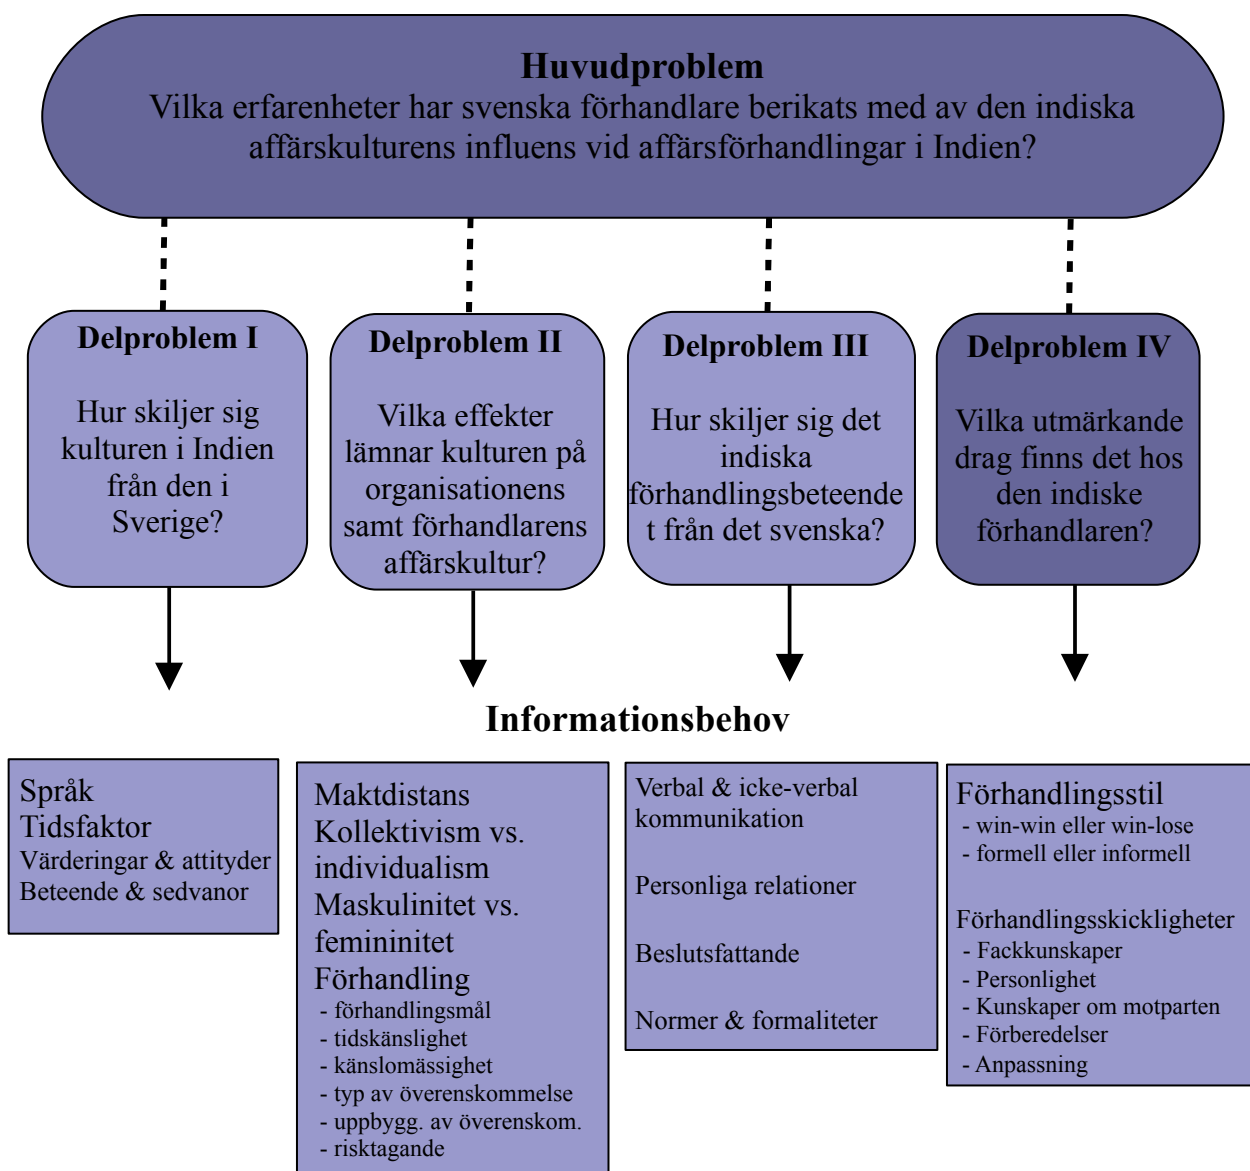 Huvudproblem
Vilka erfarenheter har svenska förhandlare berikats med av den indiska
affärskulturens influens vid affärsförhandlingar i Indien?
Delproblem I
Hur skiljer sig
kulturen i Indien
från den i
Sverige?
Delproblem II
Vilka effekter
lämnar kulturen på
organisationens
samt förhandlarens
affärskultur?
Delproblem III
Hur skiljer sig det
indiska
förhandlingsbeteende
t från det svenska?
Delproblem IV
Vilka utmärkande
drag finns det hos
den indiske
förhandlaren?
Informationsbehov
Språk
Tidsfaktor
Värderingar & attityder
Beteende & sedvanor
Maktdistans
Kollektivism vs.
individualism
Maskulinitet vs.
femininitet
Förhandling
- förhandlingsmål
- tidskänslighet
- känslomässighet
- typ av överenskommelse
- uppbygg. av överenskom.
- risktagande
Verbal & icke-verbal
kommunikation
Personliga relationer
Beslutsfattande
Normer & formaliteter
Förhandlingsstil
- win-win eller win-lose
- formell eller informell
Förhandlingsskickligheter
- Fackkunskaper
- Personlighet
- Kunskaper om motparten
- Förberedelser
- Anpassning